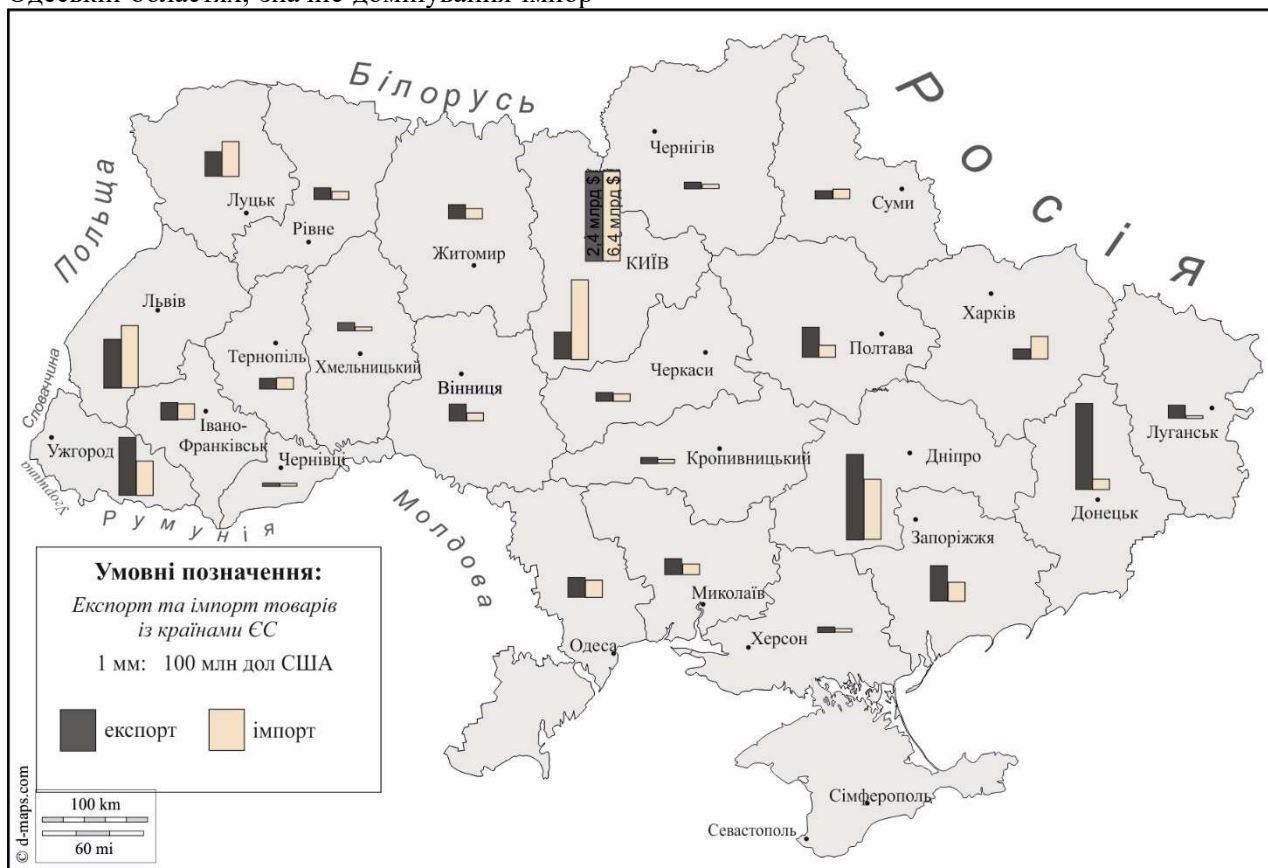 Одеській областях, значне домінування імпор-
Білорусь
Росія
Польща
Чернігів
Суми
Луцьк
Рівне
Житомир
2,4 млрд $
6,4 млрд $
КИЇВ
Львів
Тернопіль
Хмельницький
Вінниця
Черкаси
Полтава
Харків
Словаччина
Івано-
Франківськ
Ужгород
Чернівці
Угорщина
Румунія
Молдова
Кропивницький
Дніпро
Луганськ
Донецьк
Запоріжжя
Миколаїв
Херсон
Одеса
Сімферополь
Севастополь
Умовні позначення:
Експорт та імпорт товарів
із країнами ЄС
1 мм: 100 млн дол США
експорт
імпорт
100 km
60 mi
© d-maps.com